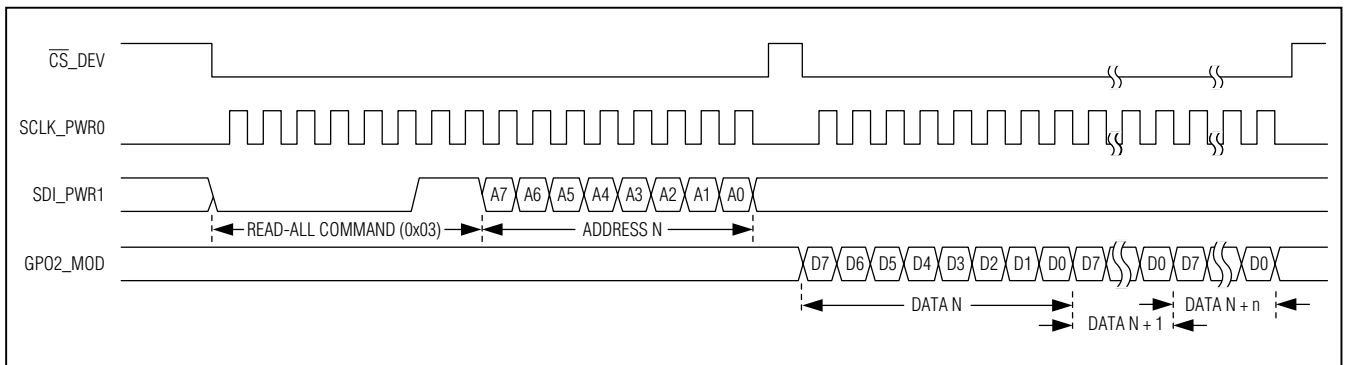 CS_DEV
SCLK_PWR0
SDI_PWR1
A7 A6 A5 A4 A3 A2 A1 A0
READ-ALL COMMAND (0x03) ADDRESS N
GPO2_MOD
D7 D6 D5 D4 D3 D2 D1 D0 D7 D0 D7 D0
DATA N DATA N + n
DATA N + 1